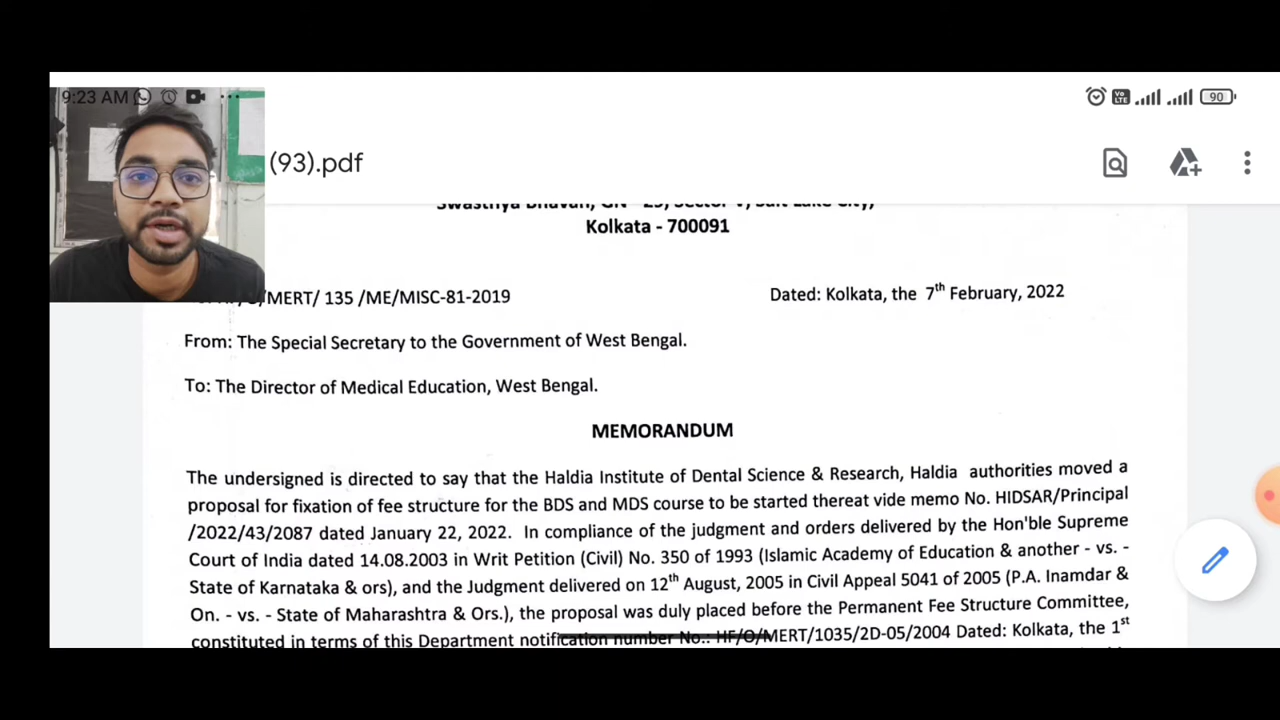 9:23 AM
90
(93).pdf
Swasthya Bhavan, GN - 29, Sector V, Salt Lake City,
Kolkata - 700091
/MERT/ 135 /ME/MISC-81-2019
Dated: Kolkata, the 7th February, 2022
From: The Special Secretary to the Government of West Bengal.
To: The Director of Medical Education, West Bengal.
MEMORANDUM
The undersigned is directed to say that the Haldia Institute of Dental Science & Research, Haldia authorities moved a
proposal for fixation of fee structure for the BDS and MDS course to be started thereat vide memo No. HIDSAR/Principal
/2022/43/2087 dated January 22, 2022. In compliance of the judgment and orders delivered by the Hon'ble Supreme
Court of India dated 14.08.2003 in Writ Petition (Civil) No. 350 of 1993 (Islamic Academy of Education & another - vs. -
State of Karnataka & ors), and the Judgment delivered on 12th August, 2005 in Civil Appeal 5041 of 2005 (P.A. Inamdar &
On. - vs. - State of Maharashtra & Ors.), the proposal was duly placed before the Permanent Fee Structure Committee,
constituted in terms of this Department notification number No.: HF/O/MERT/1035/2D-05/2004 Dated: Kolkata, the 1st